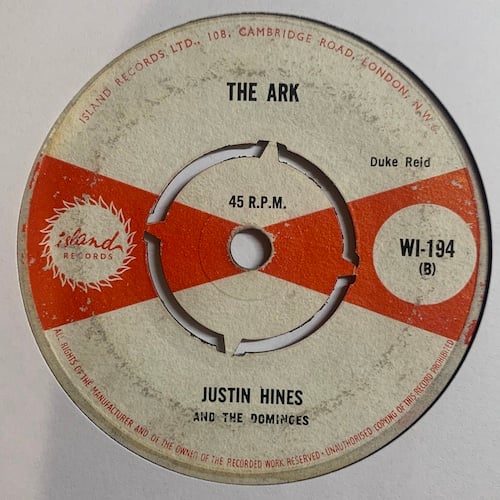 ISLAND RECORDS LTD., 108, CAMBRIDGE ROAD, LONDON, N.W.6
THE ARK
Duke Reid
45 R.P.M.
island
RECORDS
WI-194
(B)
JUSTIN HINES
AND THE DOMINOES
ALL RIGHTS OF THE MANUFACTURER AND OF THE OWNER OF THE RECORDED WORK RESERVED · UNAUTHORISED COPYING OF THIS RECORD PROHIBITED